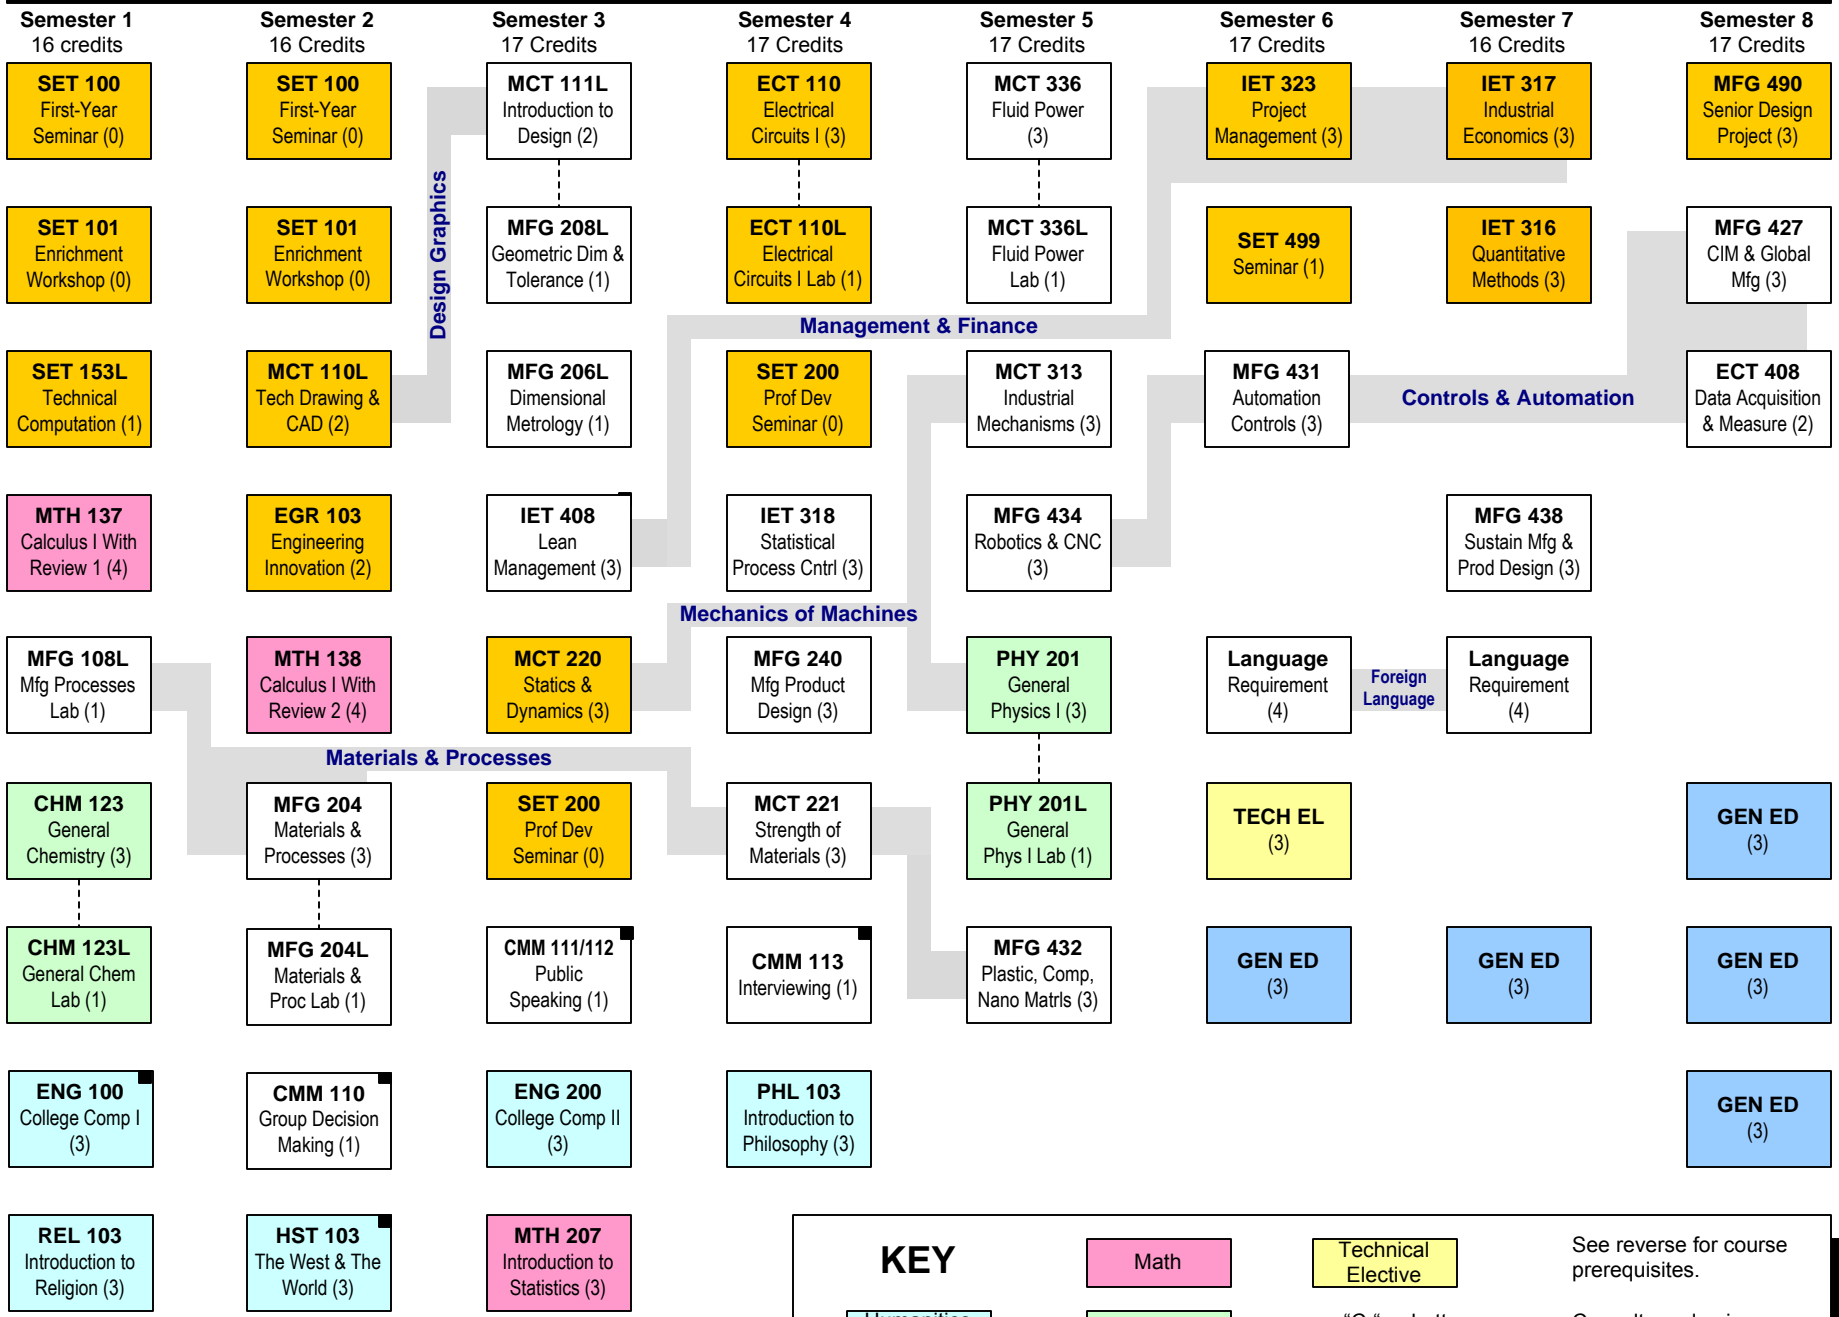 Semester 1
16 credits
Semester 2
16 Credits
Semester 3
17 Credits
Semester 4
17 Credits
Semester 5
17 Credits
Semester 6
17 Credits
Semester 7
16 Credits
Semester 8
17 Credits
SET 100
First-Year
Seminar (0)
SET 100
First-Year
Seminar (0)
MCT 111L
Introduction to
Design (2)
ECT 110
Electrical
Circuits I (3)
MCT 336
Fluid Power
(3)
IET 323
Project
Management (3)
IET 317
Industrial
Economics (3)
MFG 490
Senior Design
Project (3)
Design Graphics
SET 101
Enrichment
Workshop (0)
SET 101
Enrichment
Workshop (0)
MFG 208L
Geometric Dim &
Tolerance (1)
ECT 110L
Electrical
Circuits I Lab (1)
MCT 336L
Fluid Power
Lab (1)
SET 499
Seminar (1)
IET 316
Quantitative
Methods (3)
MFG 427
CIM & Global
Mfg (3)
Management & Finance
SET 153L
Technical
Computation (1)
MCT 110L
Tech Drawing &
CAD (2)
MFG 206L
Dimensional
Metrology (1)
SET 200
Prof Dev
Seminar (0)
MCT 313
Industrial
Mechanisms (3)
MFG 431
Automation
Controls (3)
Controls & Automation
ECT 408
Data Acquisition
& Measure (2)
MTH 137
Calculus I With
Review 1 (4)
EGR 103
Engineering
Innovation (2)
IET 408
Lean
Management (3)
IET 318
Statistical
Process Cntrl (3)
MFG 434
Robotics & CNC
(3)
MFG 438
Sustain Mfg &
Prod Design (3)
Mechanics of Machines
MFG 108L
Mfg Processes
Lab (1)
MTH 138
Calculus I With
Review 2 (4)
MCT 220
Statics &
Dynamics (3)
MFG 240
Mfg Product
Design (3)
PHY 201
General
Physics I (3)
Language
Requirement
(4)
Foreign
Language
Language
Requirement
(4)
Materials & Processes
CHM 123
General
Chemistry (3)
MFG 204
Materials &
Processes (3)
SET 200
Prof Dev
Seminar (0)
MCT 221
Strength of
Materials (3)
PHY 201L
General
Phys I Lab (1)
TECH EL
(3)
GEN ED
(3)
CHM 123L
General Chem
Lab (1)
MFG 204L
Materials &
Proc Lab (1)
CMM 111/112
Public
Speaking (1)
CMM 113
Interviewing (1)
MFG 432
Plastic, Comp,
Nano Matrls (3)
GEN ED
(3)
GEN ED
(3)
GEN ED
(3)
ENG 100
College Comp I
(3)
CMM 110
Group Decision
Making (1)
ENG 200
College Comp II
(3)
PHL 103
Introduction to
Philosophy (3)
GEN ED
(3)
REL 103
Introduction to
Religion (3)
HST 103
The West & The
World (3)
MTH 207
Introduction to
Statistics (3)
KEY
Math
Technical
Elective
See reverse for course
prerequisites.